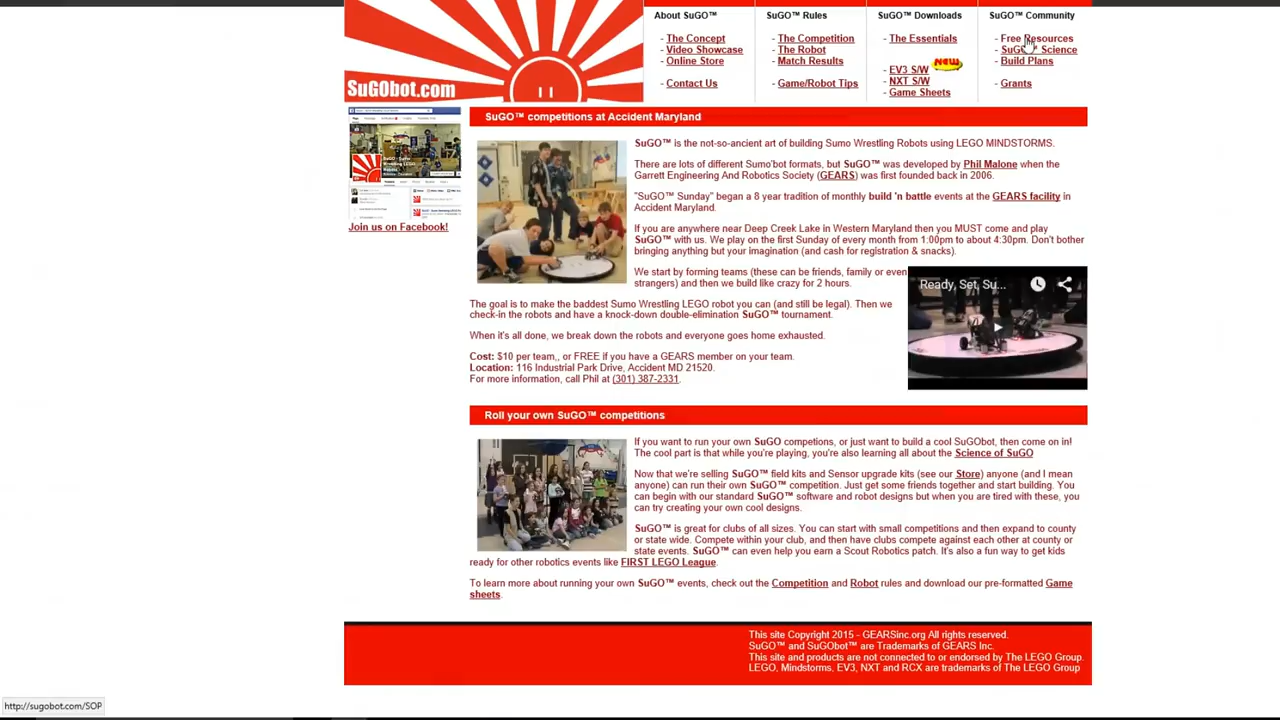 About SuGO™
- The Concept
- Video Showcase
- Online Store
- Contact Us
SuGO™ Rules
- The Competition
- The Robot
- Match Results
- Game/Robot Tips
SuGO™ Downloads
- The Essentials
- EV3 S/W NEW
- NXT S/W
- Game Sheets
SuGO™ Community
- Free Resources
- SuGO™ Science
- Build Plans
- Grants
SuGObot.com
Join us on Facebook!
SuGO™ competitions at Accident Maryland
SuGO™ is the not-so-ancient art of building Sumo Wrestling Robots using LEGO MINDSTORMS.
There are lots of different Sumo'bot formats, but SuGO™ was developed by Phil Malone when the
Garrett Engineering And Robotics Society (GEARS) was first founded back in 2006.
"SuGO™ Sunday" began a 8 year tradition of monthly build 'n battle events at the GEARS facility in
Accident Maryland.
If you are anywhere near Deep Creek Lake in Western Maryland then you MUST come and play
SuGO™ with us. We play on the first Sunday of every month from 1:00pm to about 4:30pm. Don't bother
bringing anything but your imagination (and cash for registration & snacks).
We start by forming teams (these can be friends, family or even
strangers) and then we build like crazy for 2 hours.
The goal is to make the baddest Sumo Wrestling LEGO robot you can (and still be legal). Then we
check-in the robots and have a knock-down double-elimination SuGO™ tournament.
When it's all done, we break down the robots and everyone goes home exhausted.
Cost: $10 per team,, or FREE if you have a GEARS member on your team.
Location: 116 Industrial Park Drive, Accident MD 21520.
For more information, call Phil at (301) 387-2331.
Ready, Set, Su...
Roll your own SuGO™ competitions
If you want to run your own SuGO competions, or just want to build a cool SuGObot, then come on in!
The cool part is that while you're playing, you're also learning all about the Science of SuGO
Now that we're selling SuGO™ field kits and Sensor upgrade kits (see our Store) anyone (and I mean
anyone) can run their own SuGO™ competition. Just get some friends together and start building. You
can begin with our standard SuGO™ software and robot designs but when you are tired with these, you
can try creating your own cool designs.
SuGO™ is great for clubs of all sizes. You can start with small competitions and then expand to county
or state wide. Compete within your club, and then have clubs compete against each other at county or
state events. SuGO™ can even help you earn a Scout Robotics patch. It's also a fun way to get kids
ready for other robotics events like FIRST LEGO League.
To learn more about running your own SuGO™ events, check out the Competition and Robot rules and download our pre-formatted Game
sheets.
This site Copyright 2015 - GEARSinc.org All rights reserved.
SuGO™ and SuGObot™ are Trademarks of GEARS Inc.
This site and products are not connected to or endorsed by The LEGO Group.
LEGO, Mindstorms, EV3, NXT and RCX are trademarks of The LEGO Group
http://sugobot.com/SOP